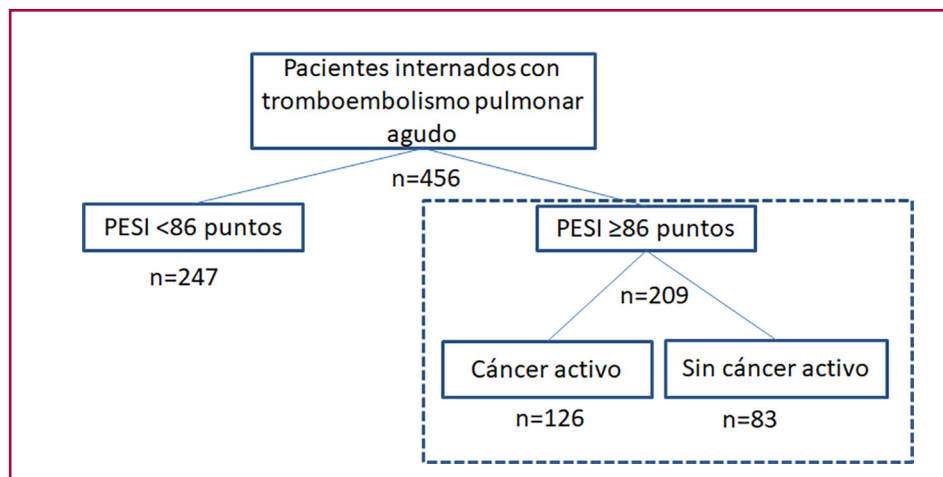 Pacientes internados con
tromboembolismo pulmonar
agudo
n=456
PESI <86 puntos
n=247
PESI ≥86 puntos
n=209
Cáncer activo
n=126
Sin cáncer activo
n=83